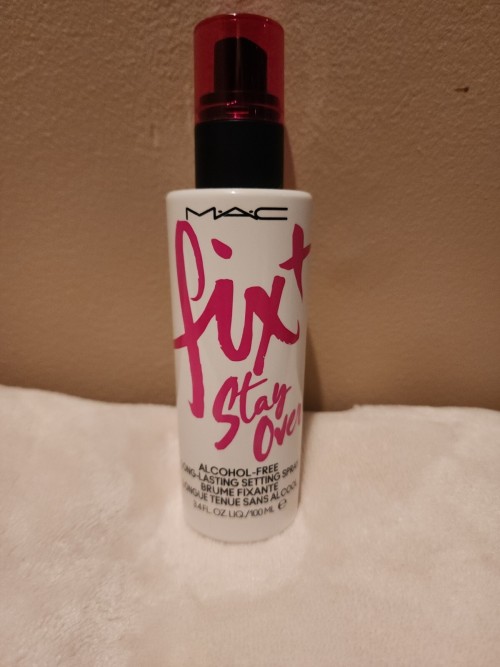 M·A·C
fix+
Stay
Over
ALCOHOL-FREE
LONG-LASTING SETTING SPRAY
BRUME FIXANTE
LONGUE TENUE SANS ALCOOL
3.4 FL. OZ. LIQ./100 ML ℮